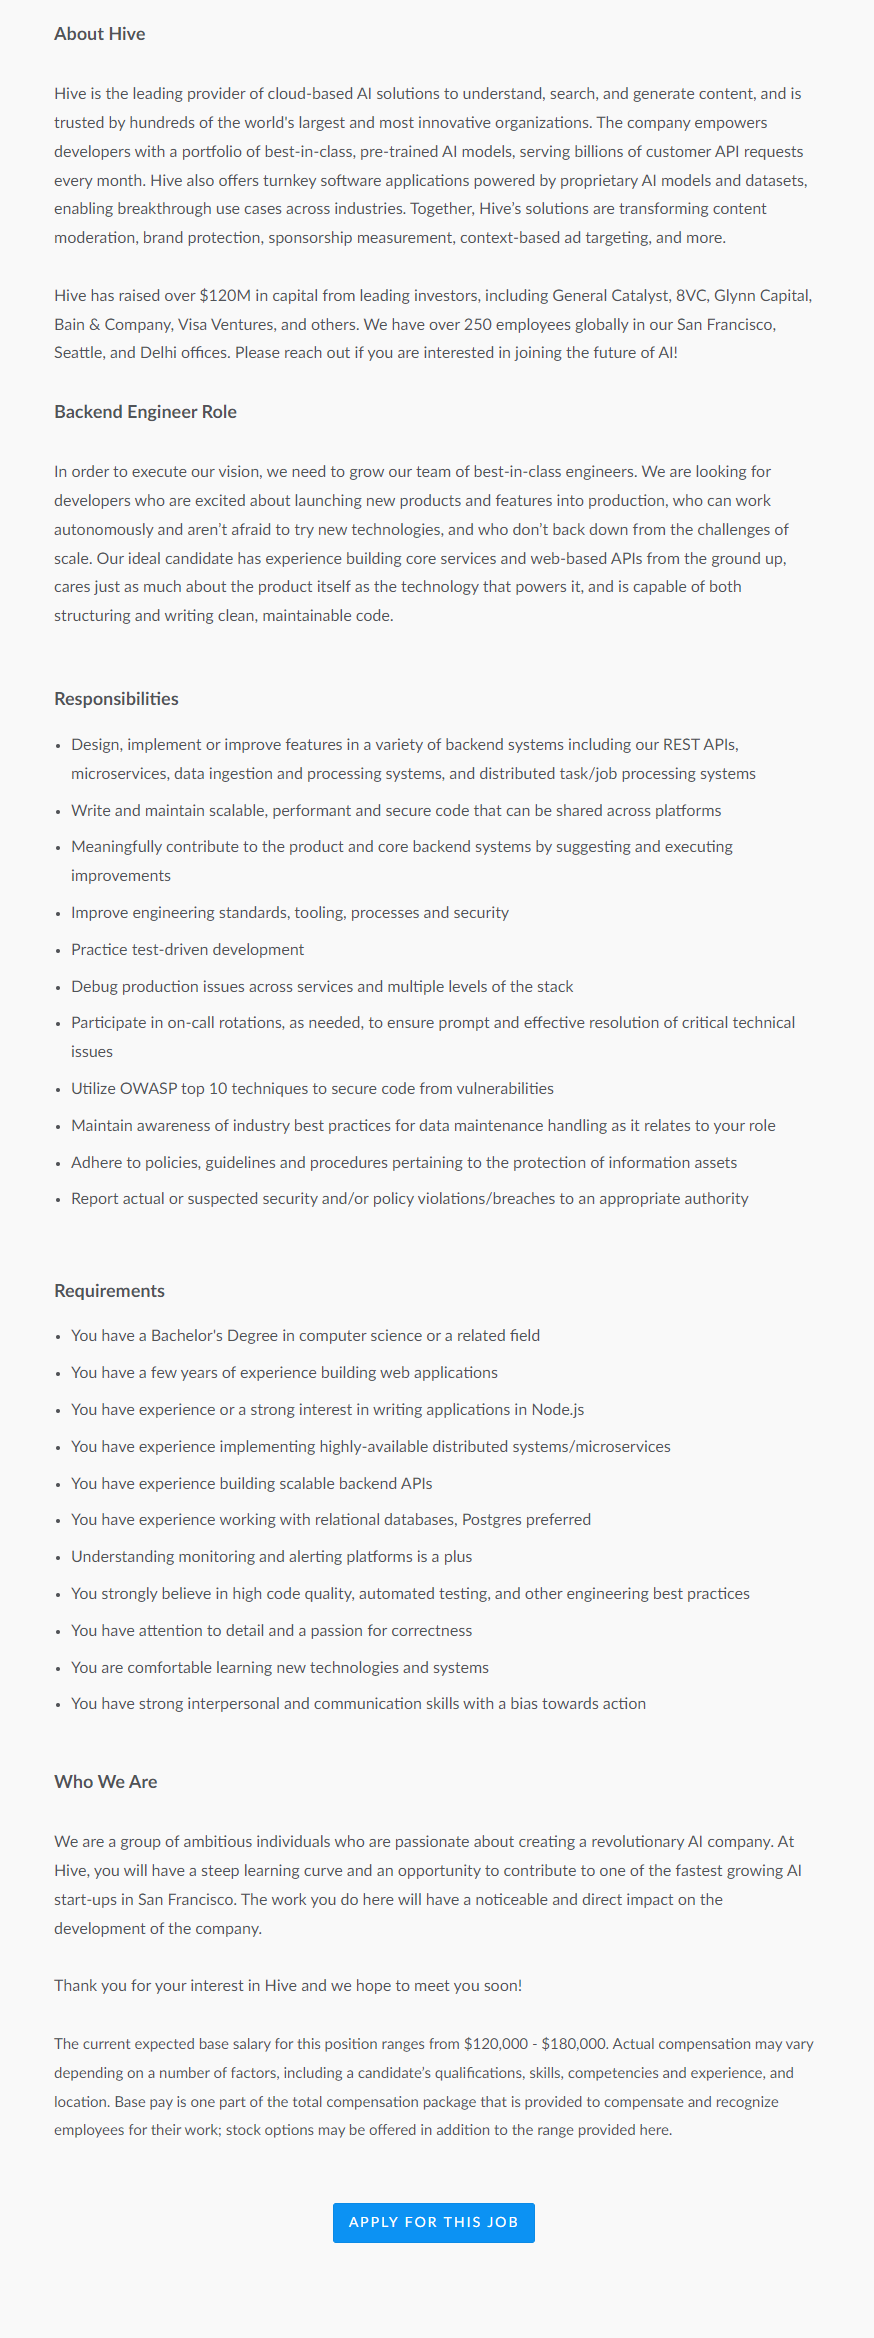 About Hive
Hive is the leading provider of cloud-based AI solutions to understand, search, and generate content, and is
trusted by hundreds of the world's largest and most innovative organizations. The company empowers
developers with a portfolio of best-in-class, pre-trained AI models, serving billions of customer API requests
every month. Hive also offers turnkey software applications powered by proprietary AI models and datasets,
enabling breakthrough use cases across industries. Together, Hive’s solutions are transforming content
moderation, brand protection, sponsorship measurement, context-based ad targeting, and more.
Hive has raised over $120M in capital from leading investors, including General Catalyst, 8VC, Glynn Capital,
Bain & Company, Visa Ventures, and others. We have over 250 employees globally in our San Francisco,
Seattle, and Delhi offices. Please reach out if you are interested in joining the future of AI!
Backend Engineer Role
In order to execute our vision, we need to grow our team of best-in-class engineers. We are looking for
developers who are excited about launching new products and features into production, who can work
autonomously and aren’t afraid to try new technologies, and who don’t back down from the challenges of
scale. Our ideal candidate has experience building core services and web-based APIs from the ground up,
cares just as much about the product itself as the technology that powers it, and is capable of both
structuring and writing clean, maintainable code.
Responsibilities
• Design, implement or improve features in a variety of backend systems including our REST APIs,
microservices, data ingestion and processing systems, and distributed task/job processing systems
• Write and maintain scalable, performant and secure code that can be shared across platforms
• Meaningfully contribute to the product and core backend systems by suggesting and executing
improvements
• Improve engineering standards, tooling, processes and security
• Practice test-driven development
• Debug production issues across services and multiple levels of the stack
• Participate in on-call rotations, as needed, to ensure prompt and effective resolution of critical technical
issues
• Utilize OWASP top 10 techniques to secure code from vulnerabilities
• Maintain awareness of industry best practices for data maintenance handling as it relates to your role
• Adhere to policies, guidelines and procedures pertaining to the protection of information assets
• Report actual or suspected security and/or policy violations/breaches to an appropriate authority
Requirements
• You have a Bachelor's Degree in computer science or a related field
• You have a few years of experience building web applications
• You have experience or a strong interest in writing applications in Node.js
• You have experience implementing highly-available distributed systems/microservices
• You have experience building scalable backend APIs
• You have experience working with relational databases, Postgres preferred
• Understanding monitoring and alerting platforms is a plus
• You strongly believe in high code quality, automated testing, and other engineering best practices
• You have attention to detail and a passion for correctness
• You are comfortable learning new technologies and systems
• You have strong interpersonal and communication skills with a bias towards action
Who We Are
We are a group of ambitious individuals who are passionate about creating a revolutionary AI company. At
Hive, you will have a steep learning curve and an opportunity to contribute to one of the fastest growing AI
start-ups in San Francisco. The work you do here will have a noticeable and direct impact on the
development of the company.
Thank you for your interest in Hive and we hope to meet you soon!
The current expected base salary for this position ranges from $120,000 - $180,000. Actual compensation may vary
depending on a number of factors, including a candidate’s qualifications, skills, competencies and experience, and
location. Base pay is one part of the total compensation package that is provided to compensate and recognize
employees for their work; stock options may be offered in addition to the range provided here.
APPLY FOR THIS JOB